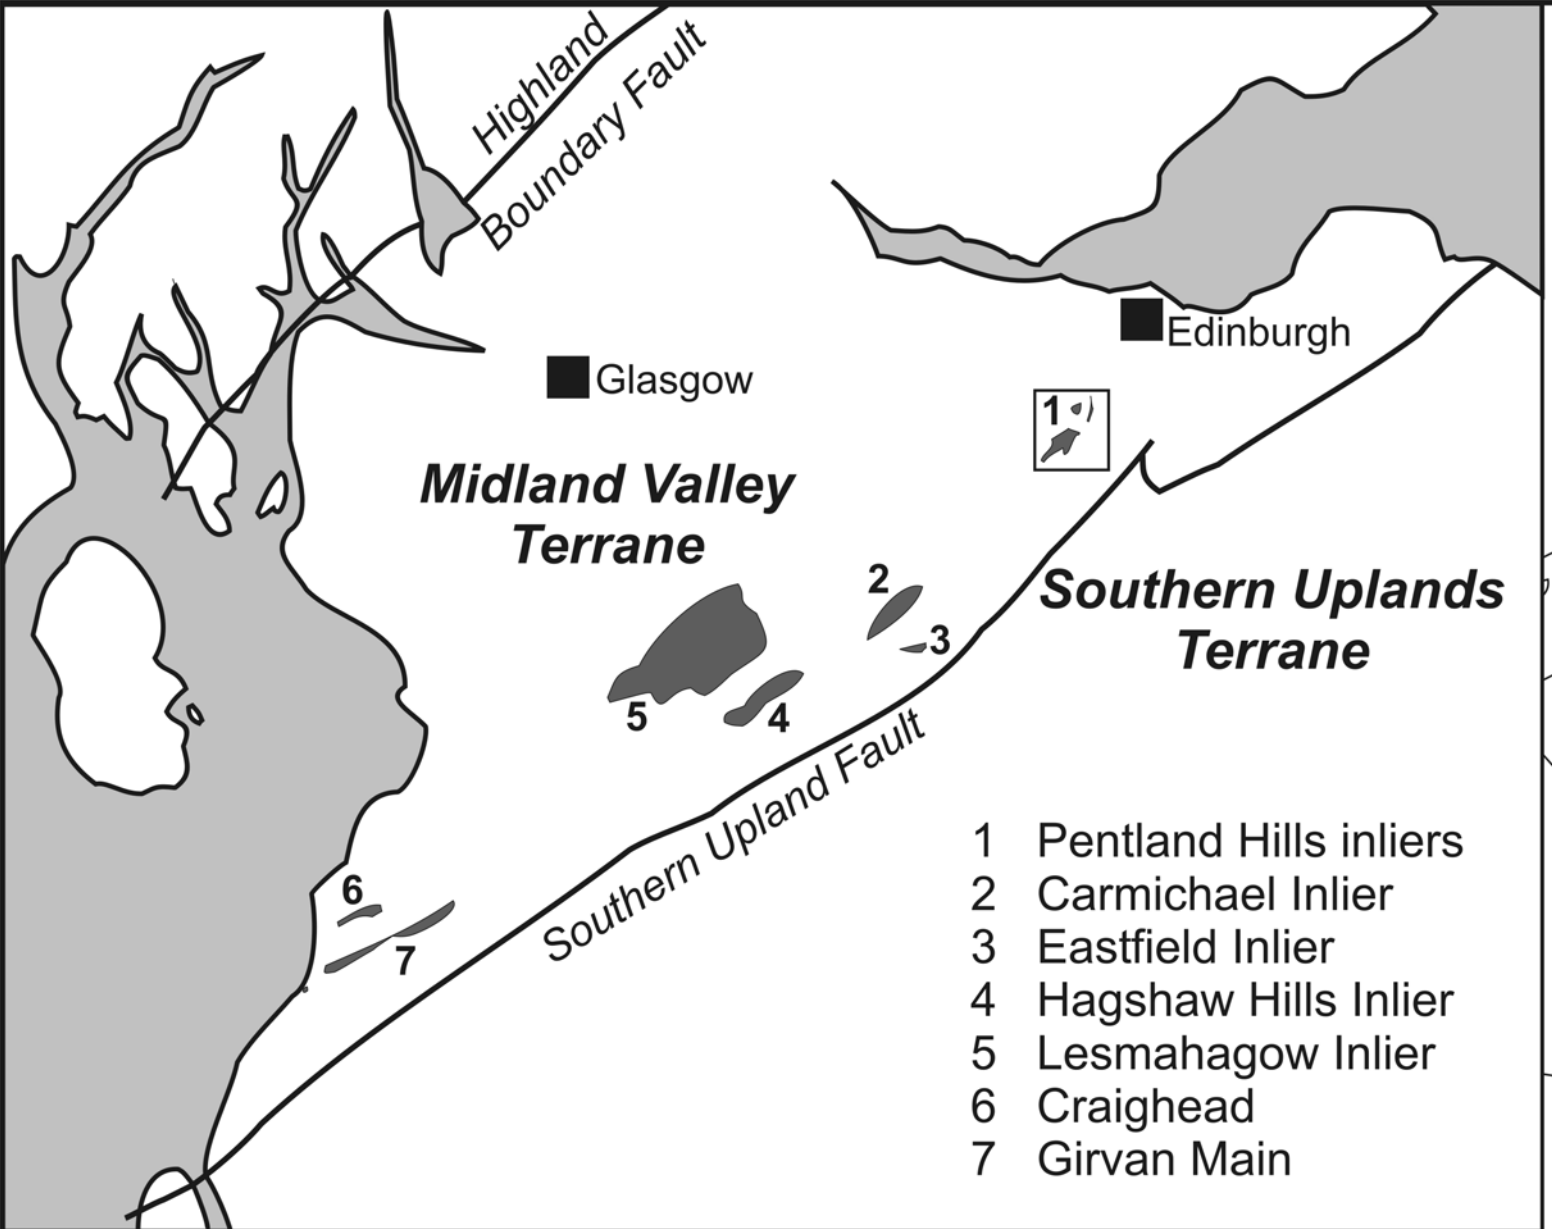 Highland
Boundary Fault
Edinburgh
Glasgow
1
Midland Valley
Terrane
2
3
Southern Uplands
Terrane
5
4
Southern Upland Fault
6
7
1 Pentland Hills inliers
2 Carmichael Inlier
3 Eastfield Inlier
4 Hagshaw Hills Inlier
5 Lesmahagow Inlier
6 Craighead
7 Girvan Main